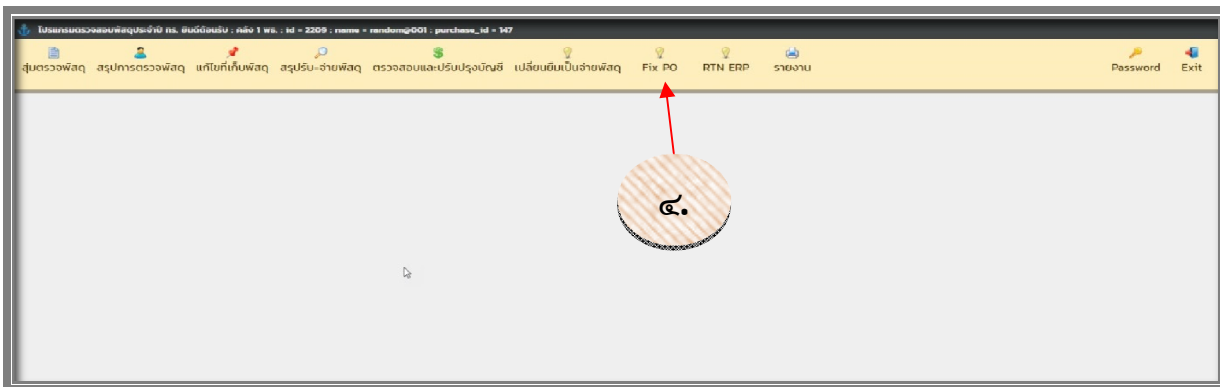 โปรแกรมตรวจสอบพัสดุประจำปี ทร. ยินดีต้อนรับ : คลัง 1 พธ. : id = 2209 : name = random@001 : purchase_id = 147
สุ่มตรวจพัสดุ สรุปการตรวจพัสดุ แก้ไขที่เก็บพัสดุ สรุปรับ-จ่ายพัสดุ ตรวจสอบและปรับปรุงบัญชี เปลี่ยนยืมเป็นจ่ายพัสดุ Fix PO RTN ERP รายงาน Password Exit
๔.